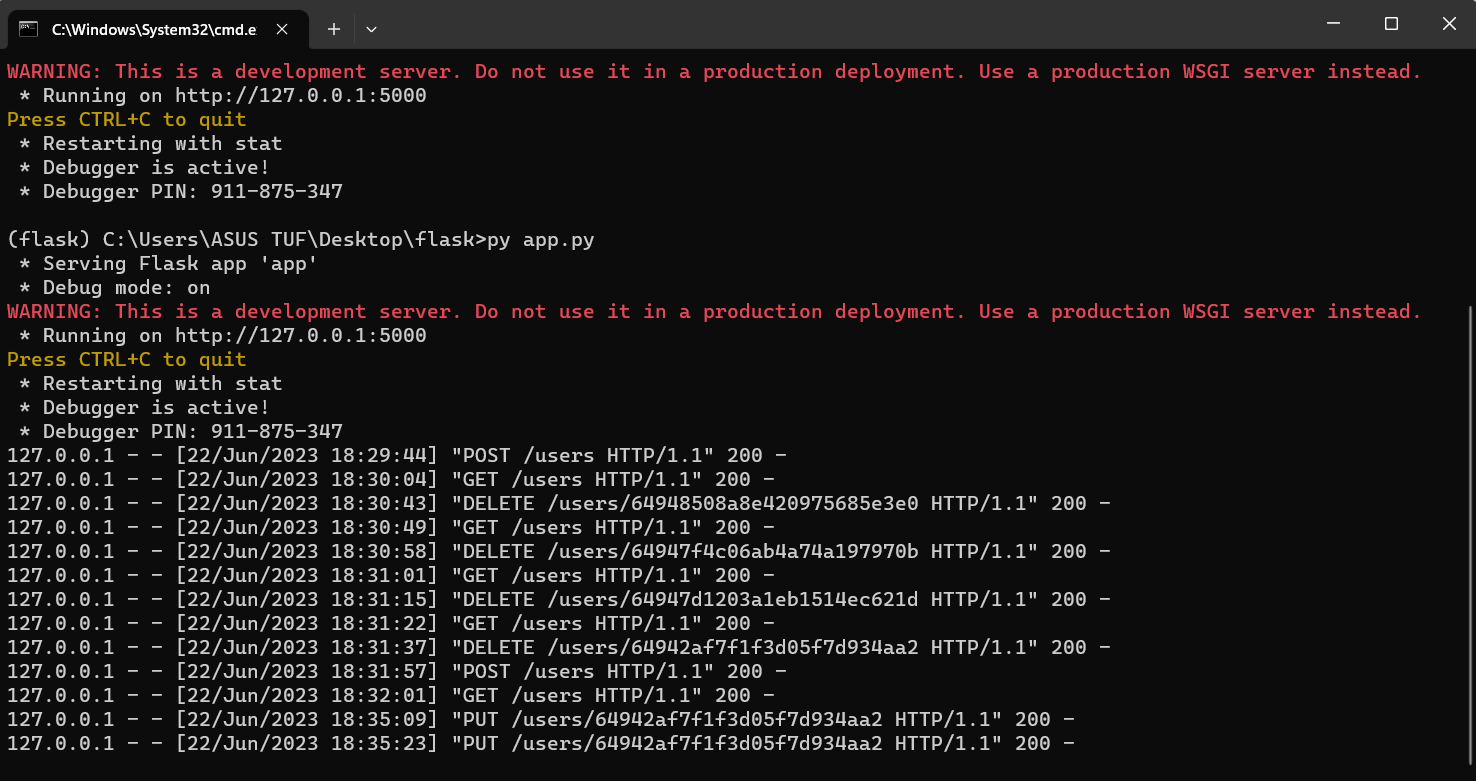 C:\Windows\System32\cmd.e
WARNING: This is a development server. Do not use it in a production deployment. Use a production WSGI server instead.
 * Running on http://127.0.0.1:5000
Press CTRL+C to quit
 * Restarting with stat
 * Debugger is active!
 * Debugger PIN: 911-875-347
(flask) C:\Users\ASUS TUF\Desktop\flask>py app.py
 * Serving Flask app 'app'
 * Debug mode: on
WARNING: This is a development server. Do not use it in a production deployment. Use a production WSGI server instead.
 * Running on http://127.0.0.1:5000
Press CTRL+C to quit
 * Restarting with stat
 * Debugger is active!
 * Debugger PIN: 911-875-347
127.0.0.1 - - [22/Jun/2023 18:29:44] "POST /users HTTP/1.1" 200 -
127.0.0.1 - - [22/Jun/2023 18:30:04] "GET /users HTTP/1.1" 200 -
127.0.0.1 - - [22/Jun/2023 18:30:43] "DELETE /users/64948508a8e420975685e3e0 HTTP/1.1" 200 -
127.0.0.1 - - [22/Jun/2023 18:30:49] "GET /users HTTP/1.1" 200 -
127.0.0.1 - - [22/Jun/2023 18:30:58] "DELETE /users/64947f4c06ab4a74a197970b HTTP/1.1" 200 -
127.0.0.1 - - [22/Jun/2023 18:31:01] "GET /users HTTP/1.1" 200 -
127.0.0.1 - - [22/Jun/2023 18:31:15] "DELETE /users/64947d1203a1eb1514ec621d HTTP/1.1" 200 -
127.0.0.1 - - [22/Jun/2023 18:31:22] "GET /users HTTP/1.1" 200 -
127.0.0.1 - - [22/Jun/2023 18:31:37] "DELETE /users/64942af7f1f3d05f7d934aa2 HTTP/1.1" 200 -
127.0.0.1 - - [22/Jun/2023 18:31:57] "POST /users HTTP/1.1" 200 -
127.0.0.1 - - [22/Jun/2023 18:32:01] "GET /users HTTP/1.1" 200 -
127.0.0.1 - - [22/Jun/2023 18:35:09] "PUT /users/64942af7f1f3d05f7d934aa2 HTTP/1.1" 200 -
127.0.0.1 - - [22/Jun/2023 18:35:23] "PUT /users/64942af7f1f3d05f7d934aa2 HTTP/1.1" 200 -